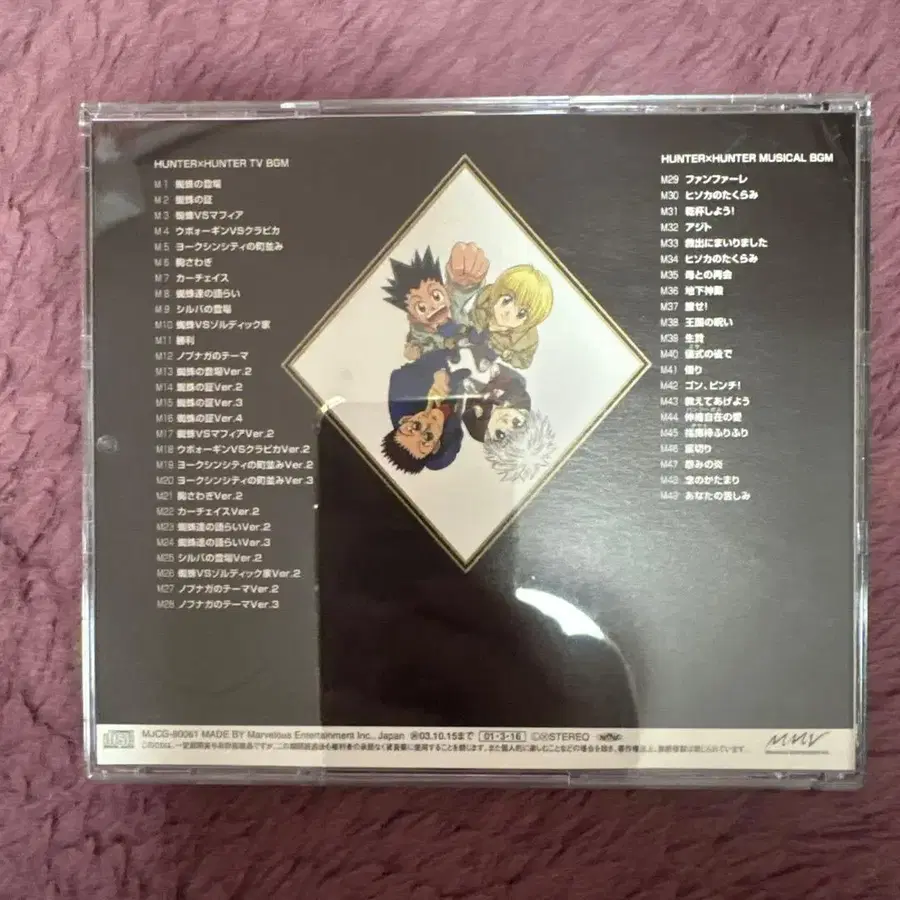 HUNTER×HUNTER TV BGM
M 1 蜘蛛の登場
M 2 蜘蛛の証
M 3 蜘蛛VSマフィア
M 4 ウボォーギンVSクラピカ
M 5 ヨークシンシティの町並み
M 6 胸さわぎ
M 7 カーチェイス
M 8 蜘蛛達の語らい
M 9 シルバの登場
M10 蜘蛛VSゾルディック家
M11 勝利
M12 ノブナガのテーマ
M13 蜘蛛の登場Ver.2
M14 蜘蛛の証Ver.2
M15 蜘蛛の証Ver.3
M16 蜘蛛の証Ver.4
M17 蜘蛛VSマフィアVer.2
M18 ウボォーギンVSクラピカVer.2
M19 ヨークシンシティの町並みVer.2
M20 ヨークシンシティの町並みVer.3
M21 胸さわぎVer.2
M22 カーチェイスVer.2
M23 蜘蛛達の語らいVer.2
M24 蜘蛛達の語らいVer.3
M25 シルバの登場Ver.2
M26 蜘蛛VSゾルディック家Ver.2
M27 ノブナガのテーマVer.2
M28 ノブナガのテーマVer.3
HUNTER×HUNTER MUSICAL BGM
M29 ファンファーレ
M30 ヒソカのたくらみ
M31 乾杯しよう!
M32 アジト
M33 救出にまいりました
M34 ヒソカのたくらみ
M35 母との再会
M36 地下神殿
M37 捜せ!
M38 王國の呪い
M39 生贄
M40 儀式の後で
M41 悟り
M42 ゴン、ピンチ!
M43 教えてあげよう
M44 伸縮自在の愛
M45 指揮棒ふりふり
M46 裏切り
M47 怨みの炎
M48 念のかたまり
M49 あなたの哀しみ
MJCG-80061 MADE BY Marvelous Entertainment Inc., Japan 03.10.15まで 01・3・16 STEREO
MMV